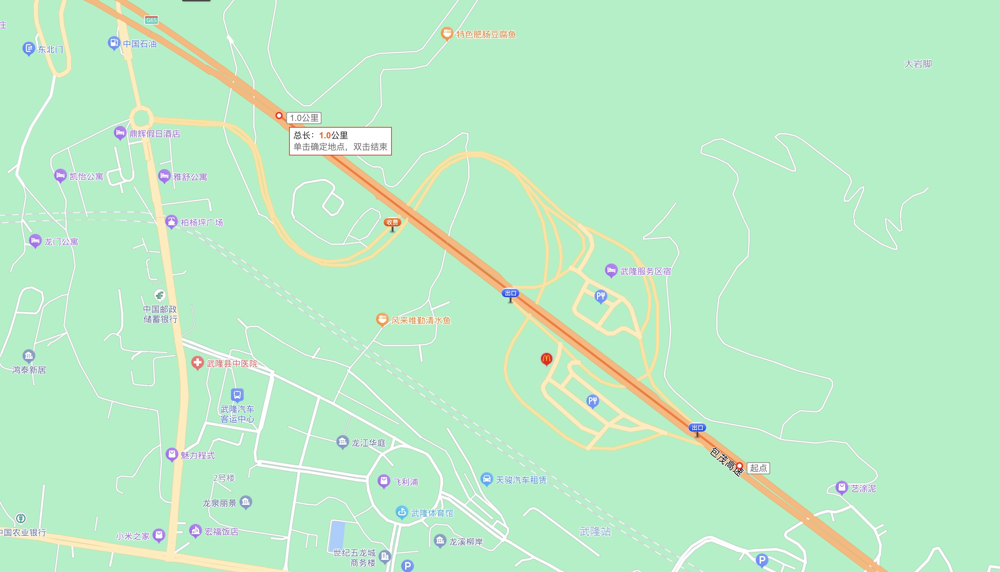 G65
庄
特色肥肠豆腐鱼
中国石油
东北门
大岩脚
1.0公里
总长：1.0公里
单击确定地点，双击结束
鼎辉假日酒店
凯怡公寓
雅舒公寓
收费
柏杨坪广场
龙门公寓
武隆服务区宿
出口
中国邮政
储蓄银行
风来唯勤清水鱼
鸿泰新居
武隆县中医院
武隆汽车
客运中心
出口
龙江华庭
魅力程式
包茂高速
起点
2号楼
飞利浦
天骏汽车租赁
艺涂泥
龙泉丽景
武隆体育馆
中国农业银行
小米之家
宏福饭店
武隆站
龙溪柳岸
世纪五龙城
商务楼
P
P